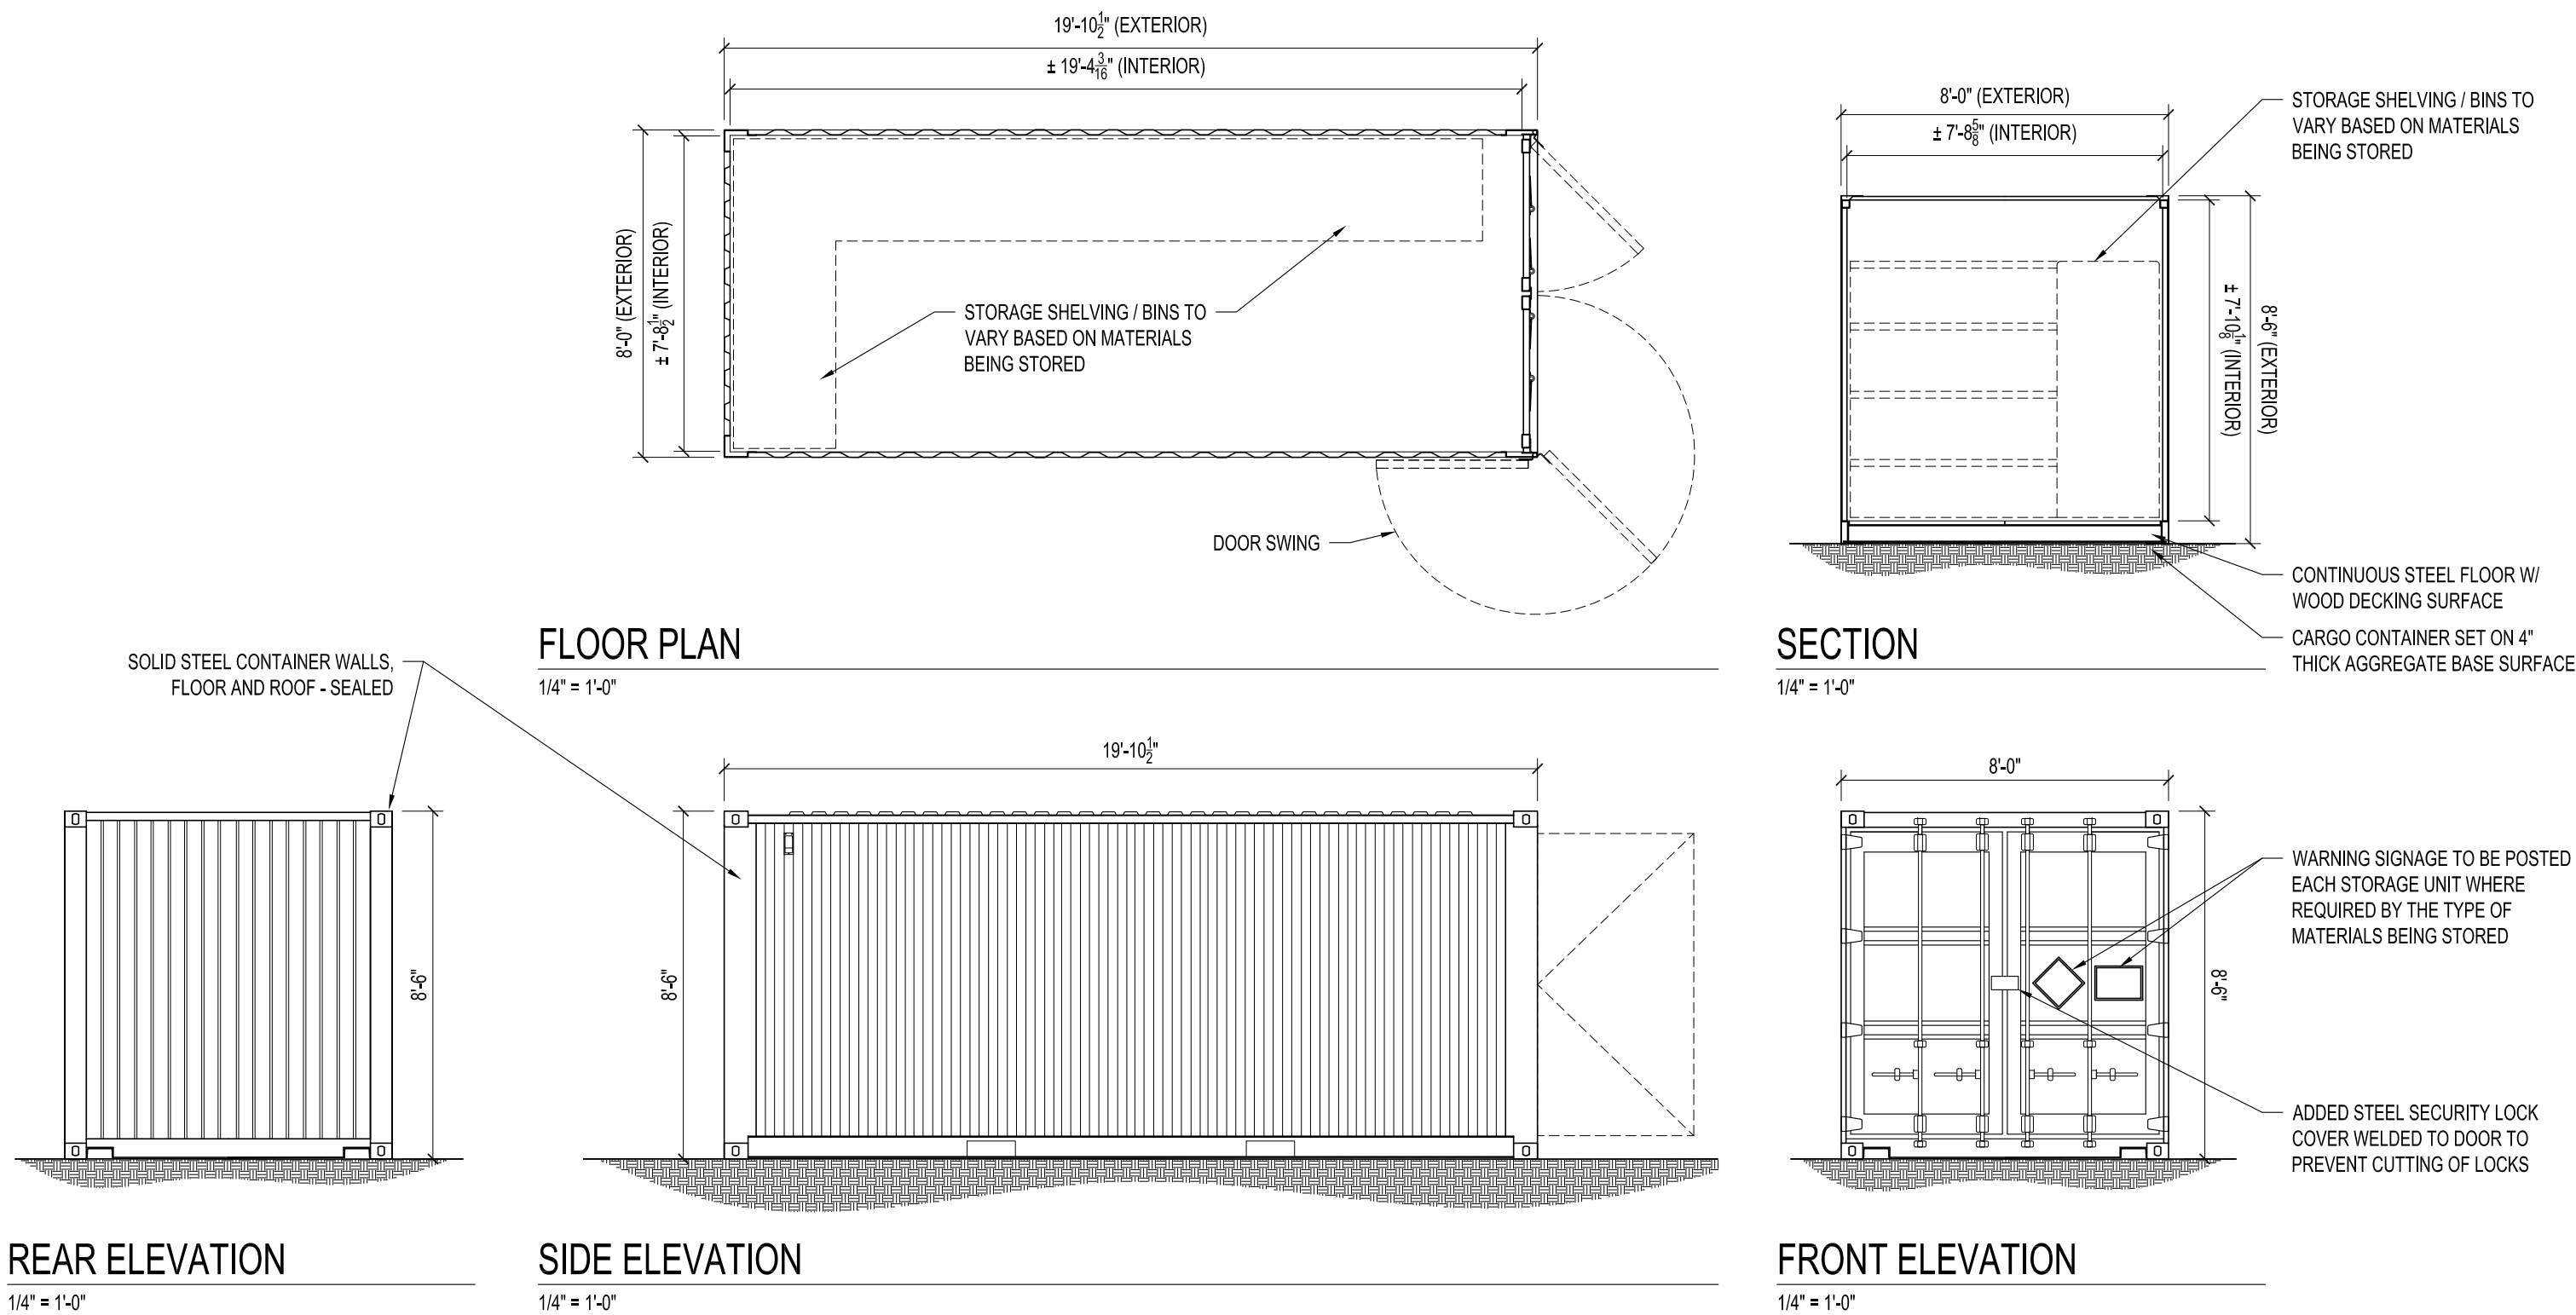 19'-10 1/2" (EXTERIOR)
± 19'-4 3/16" (INTERIOR)
8'-0" (EXTERIOR)
± 7'-8 1/2" (INTERIOR)
STORAGE SHELVING / BINS TO
VARY BASED ON MATERIALS
BEING STORED
DOOR SWING
FLOOR PLAN
1/4" = 1'-0"
8'-0" (EXTERIOR)
± 7'-8 5/8" (INTERIOR)
STORAGE SHELVING / BINS TO
VARY BASED ON MATERIALS
BEING STORED
± 7'-10 1/8" (INTERIOR)
8'-6" (EXTERIOR)
CONTINUOUS STEEL FLOOR W/
WOOD DECKING SURFACE
CARGO CONTAINER SET ON 4"
THICK AGGREGATE BASE SURFACE
SECTION
1/4" = 1'-0"
SOLID STEEL CONTAINER WALLS,
FLOOR AND ROOF - SEALED
8'-6"
REAR ELEVATION
1/4" = 1'-0"
19'-10 1/2"
8'-6"
SIDE ELEVATION
1/4" = 1'-0"
8'-0"
8'-6"
WARNING SIGNAGE TO BE POSTED
EACH STORAGE UNIT WHERE
REQUIRED BY THE TYPE OF
MATERIALS BEING STORED
ADDED STEEL SECURITY LOCK
COVER WELDED TO DOOR TO
PREVENT CUTTING OF LOCKS
FRONT ELEVATION
1/4" = 1'-0"